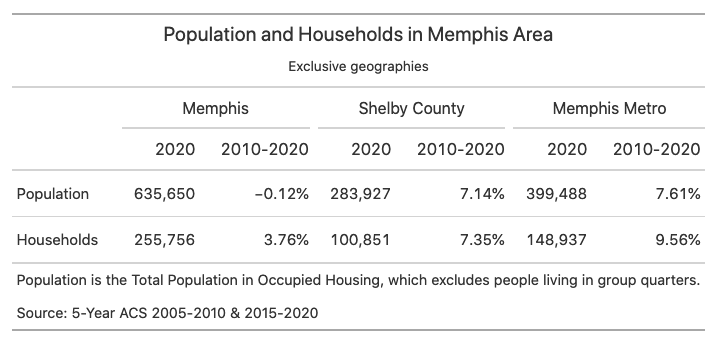 Population and Households in Memphis Area
Exclusive geographies
Memphis Shelby County Memphis Metro
2020 2010-2020 2020 2010-2020 2020 2010-2020
Population 635,650 −0.12% 283,927 7.14% 399,488 7.61%
Households 255,756 3.76% 100,851 7.35% 148,937 9.56%
Population is the Total Population in Occupied Housing, which excludes people living in group quarters.
Source: 5-Year ACS 2005-2010 & 2015-2020